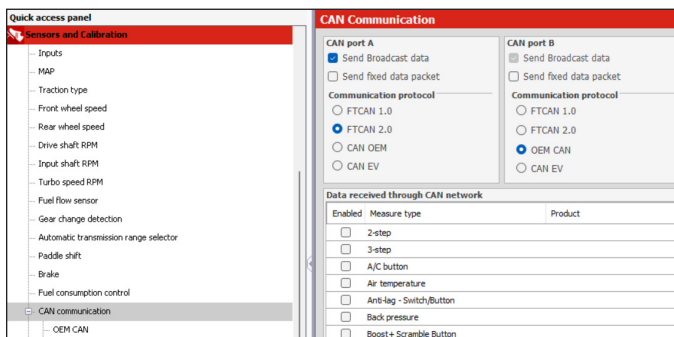 Quick access panel
Sensors and Calibration
Inputs
MAP
Traction type
Front wheel speed
Rear wheel speed
Drive shaft RPM
Input shaft RPM
Turbo speed RPM
Fuel flow sensor
Gear change detection
Automatic transmission range selector
Paddle shift
Brake
Fuel consumption control
CAN communication
OEM CAN
CAN Communication
CAN port A
Send Broadcast data
Send fixed data packet
Communication protocol
FTCAN 1.0
FTCAN 2.0
CAN OEM
CAN EV
CAN port B
Send Broadcast data
Send fixed data packet
Communication protocol
FTCAN 1.0
FTCAN 2.0
OEM CAN
CAN EV
Data received through CAN network
Enabled Measure type Product
2-step
3-step
A/C button
Air temperature
Anti-lag - Switch/Button
Back pressure
Boost+ Scramble Button